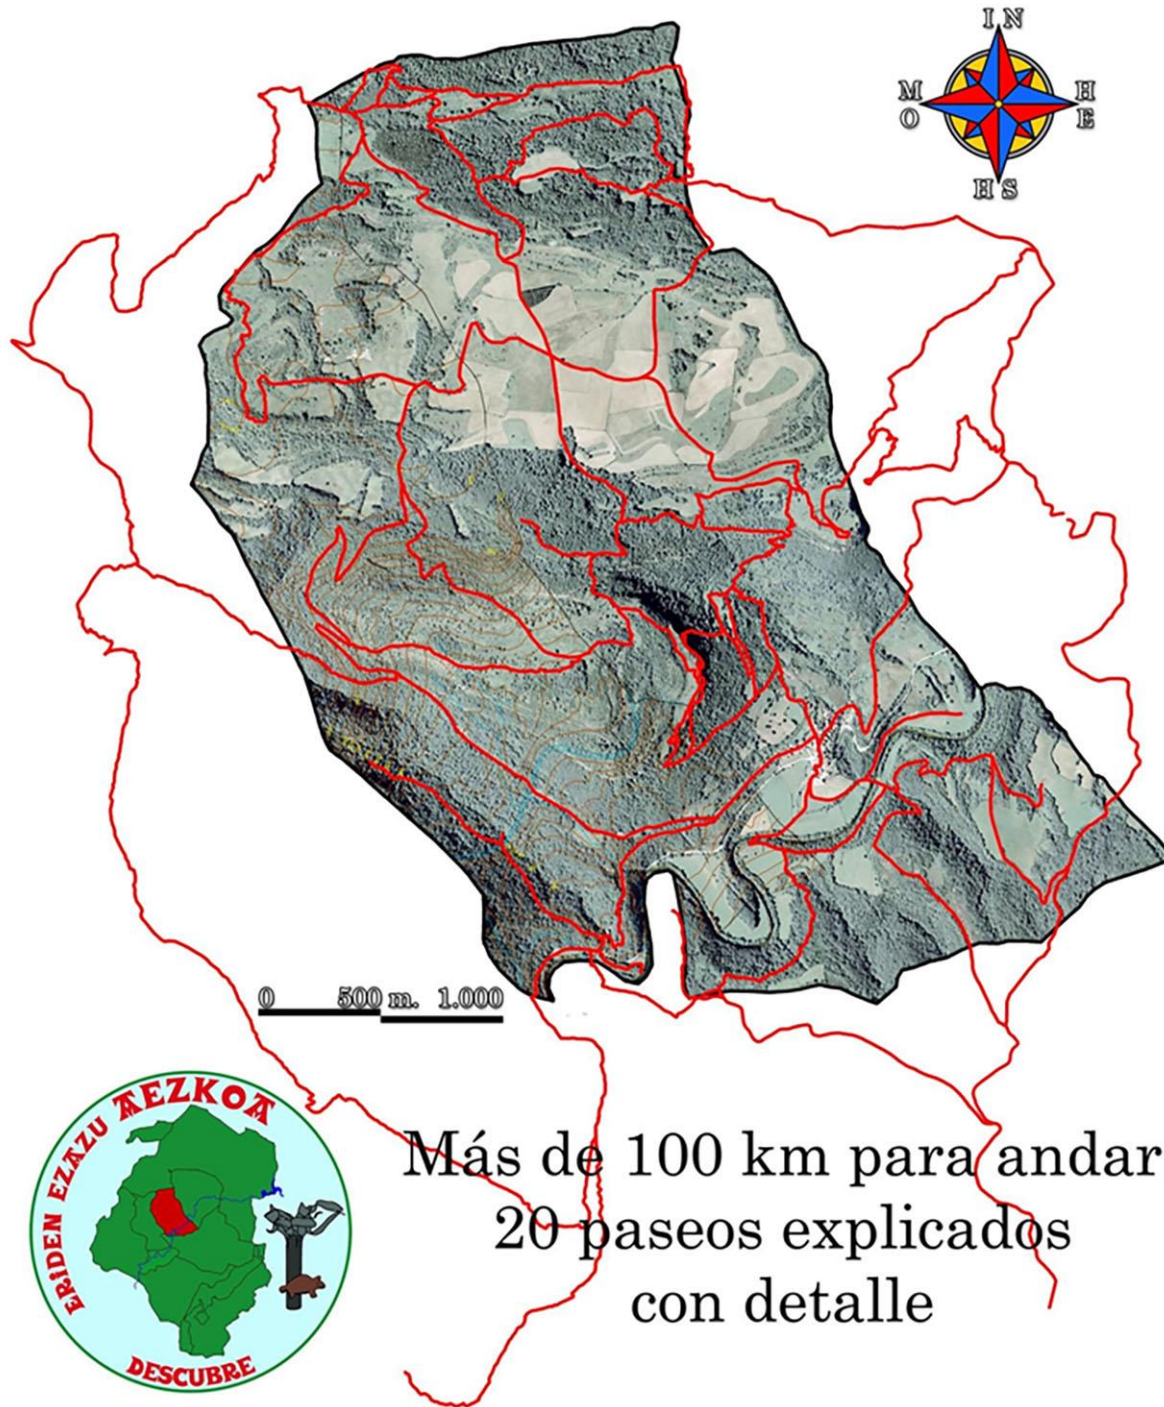 I N
M H
O E
H S
0 500 m. 1.000
ERIDEN EZAZU AEZKOA
DESCUBRE
Más de 100 km para andar
20 paseos explicados
con detalle